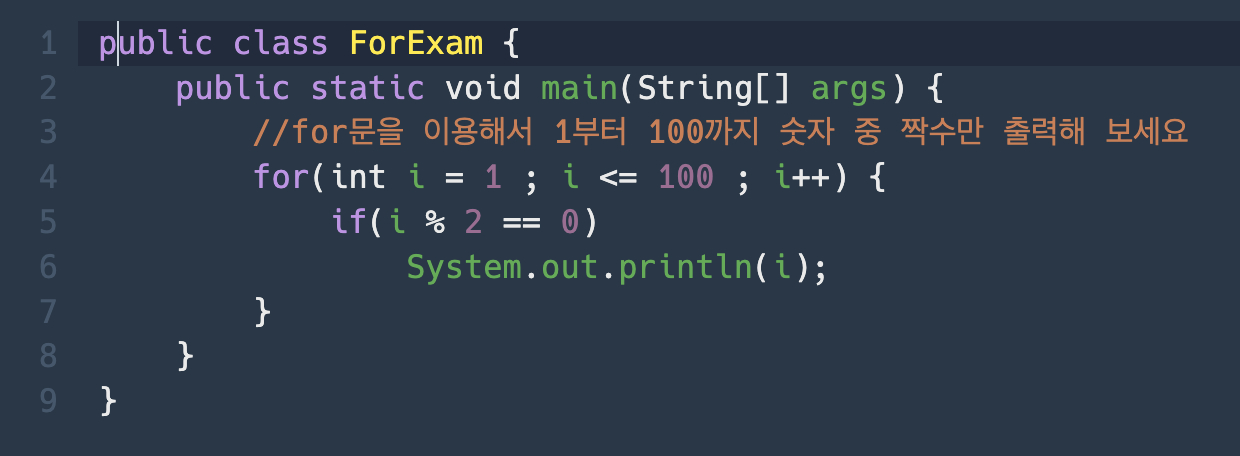 1 public class ForExam {
2     public static void main(String[] args) {
3         //for문을 이용해서 1부터 100까지 숫자 중 짝수만 출력해 보세요
4         for(int i = 1 ; i <= 100 ; i++) {
5             if(i % 2 == 0)
6                 System.out.println(i);
7         }
8     }
9 }